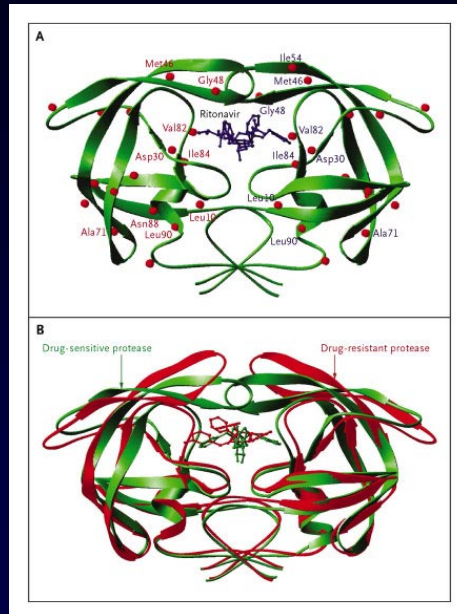 A
Ile54
Met46
Met46
Gly48
Gly48
Ritonavir
Val82
Val82
Ile84
Ile84
Asp30
Asp30
Leu10
Leu10
Asn88
Leu90
Ala71
Leu90
Ala71
B
Drug-sensitive protease
Drug-resistant protease